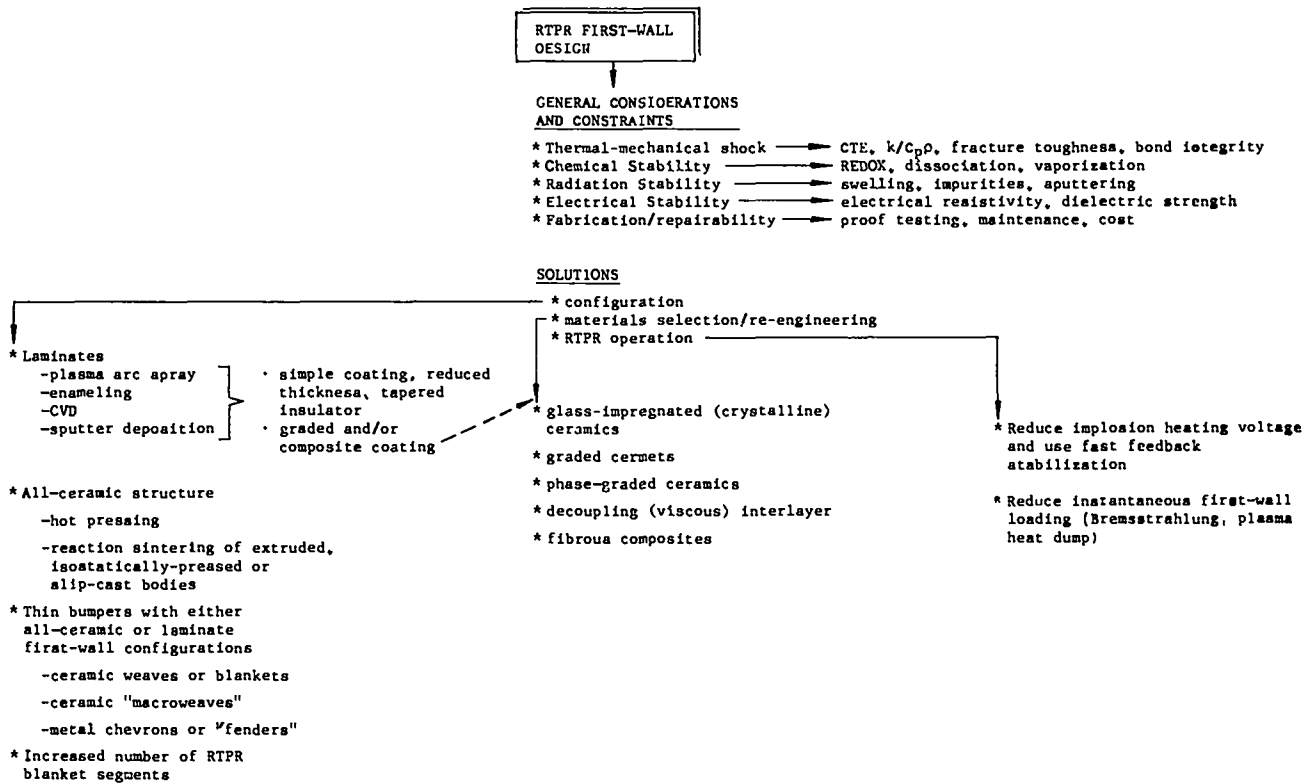 RTPR FIRST-WALL
OESIGN
GENERAL CONSIOERATIONS
AND CONSTRAINTS
* Thermal-mechanical shock → CTE, k/Cpρ, fracture toughness, bond iotegrity
* Chemical Stability → REDOX, dissociation, vaporization
* Radiation Stability → swelling, impurities, aputtering
* Electrical Stability → electrical resistivity, dielectric strength
* Fabrication/repairability → proof testing, maintenance, cost
SOLUTIONS
* configuration
* materials selection/re-engineering
* RTPR operation
* Laminates
-plasma arc apray
-enameling
-CVD
-sputter depoaition
· simple coating, reduced
thicknesa, tapered
insulator
· graded and/or
composite coating
* All-ceramic structure
-hot pressing
-reaction sintering of extruded,
isoatatically-preased or
alip-cast bodies
* Thin bumpers with either
all-ceramic or laminate
first-wall configurations
-ceramic weaves or blankets
-ceramic "macroweaves"
-metal chevrons or "fenders"
* Increased number of RTPR
blanket segments
* glass-impregnated (crystalline)
ceramics
* graded cermets
* phase-graded ceramics
* decoupling (viscous) interlayer
* fibroua composites
* Reduce implosion heating voltage
and use fast feedback
atabilization
* Reduce inatantaneous first-wall
loading (Bremsstrahlung, plasma
heat dump)